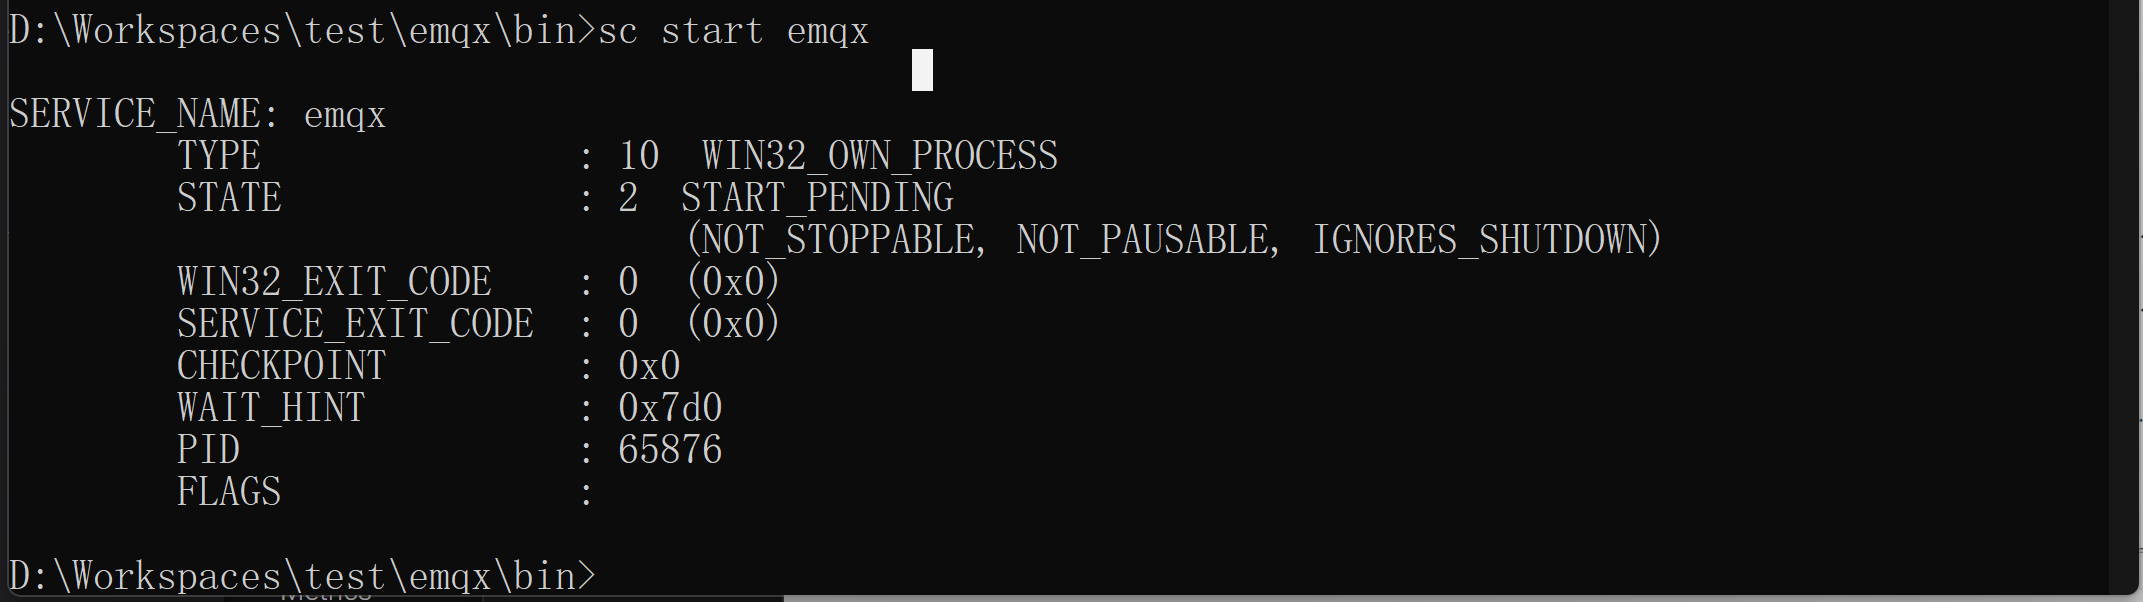 D:\Workspaces\test\emqx\bin>sc start emqx
SERVICE_NAME: emqx
TYPE : 10 WIN32_OWN_PROCESS
STATE : 2 START_PENDING
(NOT_STOPPABLE, NOT_PAUSABLE, IGNORES_SHUTDOWN)
WIN32_EXIT_CODE : 0 (0x0)
SERVICE_EXIT_CODE : 0 (0x0)
CHECKPOINT : 0x0
WAIT_HINT : 0x7d0
PID : 65876
FLAGS :
D:\Workspaces\test\emqx\bin>